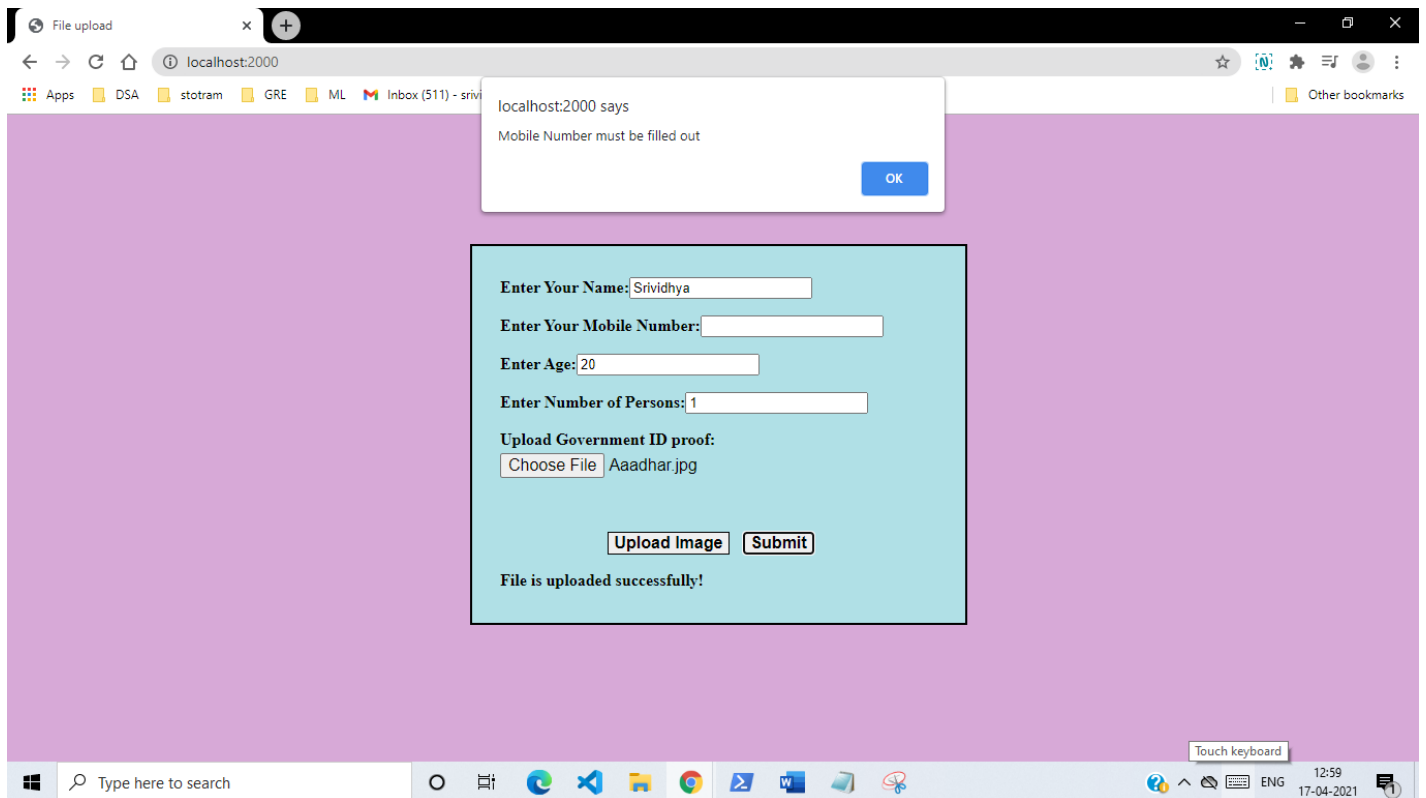 File upload
localhost:2000
Apps DSA stotram GRE ML Inbox (511) - srivi Other bookmarks
localhost:2000 says
Mobile Number must be filled out
OK
Enter Your Name: Srividhya
Enter Your Mobile Number:
Enter Age: 20
Enter Number of Persons: 1
Upload Government ID proof:
Choose File Aaadhar.jpg
Upload Image Submit
File is uploaded successfully!
Touch keyboard
Type here to search ENG 12:59
17-04-2021 1